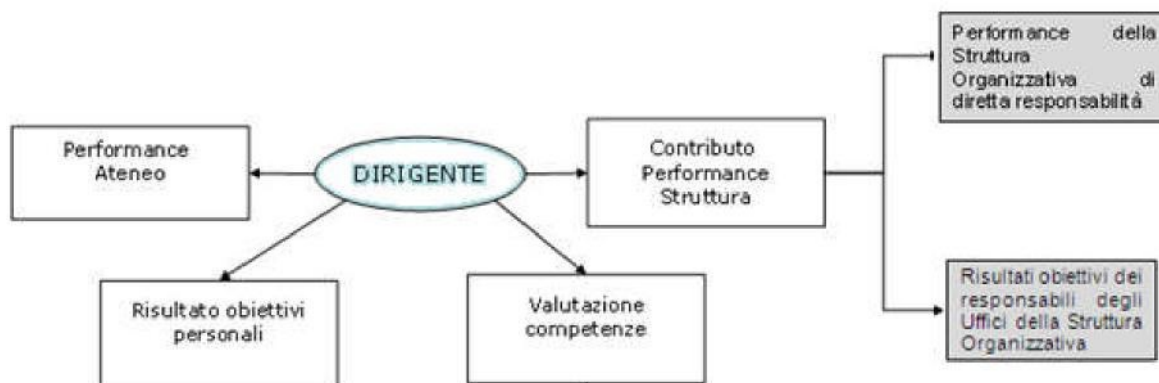 Performance
Ateneo
DIRIGENTE
Contributo
Performance
Struttura
Performance della
Struttura
Organizzativa di
diretta responsabilità
Risultato obiettivi
personali
Valutazione
competenze
Risultati obiettivi dei
responsabili degli
Uffici della Struttura
Organizzativa